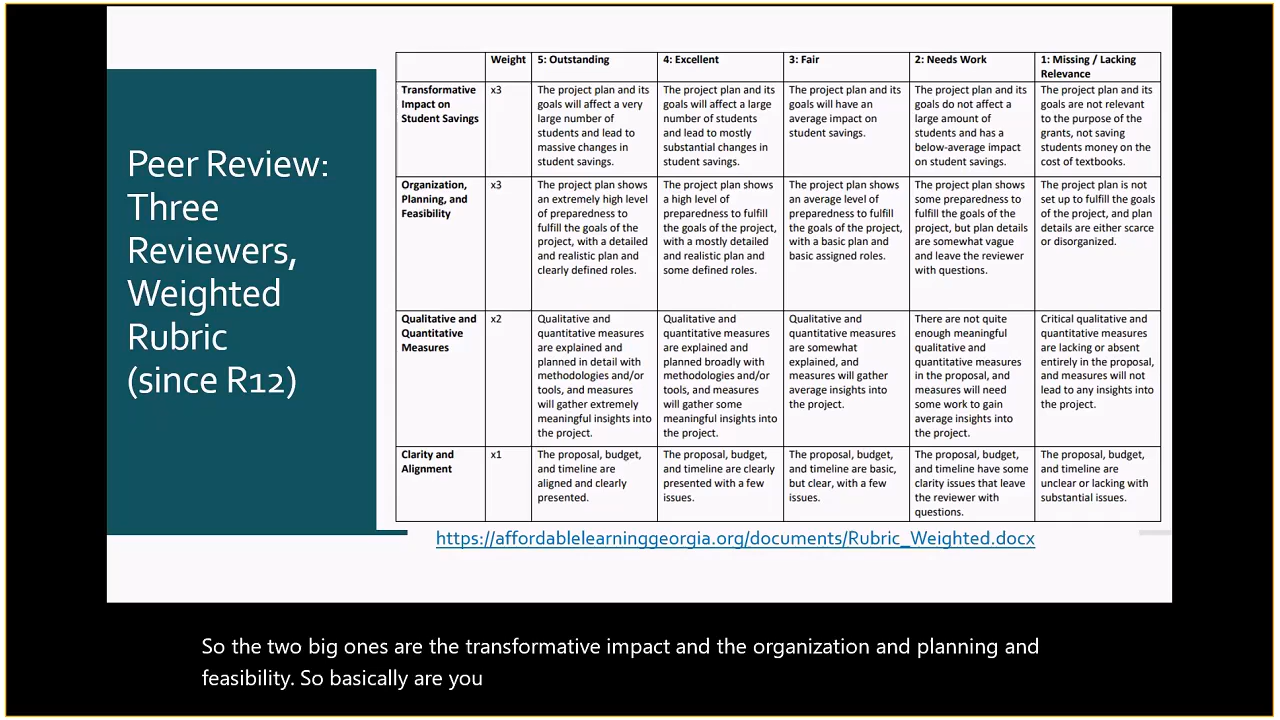 Peer Review:
Three
Reviewers,
Weighted
Rubric
(since R12)
Weight
5: Outstanding
4: Excellent
3: Fair
2: Needs Work
1: Missing / Lacking
Relevance
Transformative
Impact on
Student Savings
x3
The project plan and its
goals will affect a very
large number of
students and lead to
massive changes in
student savings.
The project plan and its
goals will affect a large
number of students
and lead to mostly
substantial changes in
student savings.
The project plan and its
goals will have an
average impact on
student savings.
The project plan and its
goals do not affect a
large amount of
students and has a
below-average impact
on student savings.
The project plan and its
goals are not relevant
to the purpose of the
grants, not saving
students money on the
cost of textbooks.
Organization,
Planning, and
Feasibility
x3
The project plan shows
an extremely high level
of preparedness to
fulfill the goals of the
project, with a detailed
and realistic plan and
clearly defined roles.
The project plan shows
a high level of
preparedness to fulfill
the goals of the project,
with a mostly detailed
and realistic plan and
some defined roles.
The project plan shows
an average level of
preparedness to fulfill
the goals of the project,
with a basic plan and
basic assigned roles.
The project plan shows
some preparedness to
fulfill the goals of the
project, but plan details
are somewhat vague
and leave the reviewer
with questions.
The project plan is not
set up to fulfill the goals
of the project, and plan
details are either scarce
or disorganized.
Qualitative and
Quantitative
Measures
x2
Qualitative and
quantitative measures
are explained and
planned in detail with
methodologies and/or
tools, and measures
will gather extremely
meaningful insights into
the project.
Qualitative and
quantitative measures
are explained and
planned broadly with
methodologies and/or
tools, and measures
will gather some
meaningful insights into
the project.
Qualitative and
quantitative measures
are somewhat
explained, and
measures will gather
average insights into
the project.
There are not quite
enough meaningful
qualitative and
quantitative measures
in the proposal, and
measures will need
some work to gain
average insights into
the project.
Critical qualitative and
quantitative measures
are lacking or absent
entirely in the proposal,
and measures will not
lead to any insights into
the project.
Clarity and
Alignment
x1
The proposal, budget,
and timeline are
aligned and clearly
presented.
The proposal, budget,
and timeline are clearly
presented with a few
issues.
The proposal, budget,
and timeline are basic,
but clear, with a few
issues.
The proposal, budget,
and timeline have some
clarity issues that leave
the reviewer with
questions.
The proposal, budget,
and timeline are
unclear or lacking with
substantial issues.
https://affordablelearninggeorgia.org/documents/Rubric_Weighted.docx
So the two big ones are the transformative impact and the organization and planning and
feasibility. So basically are you